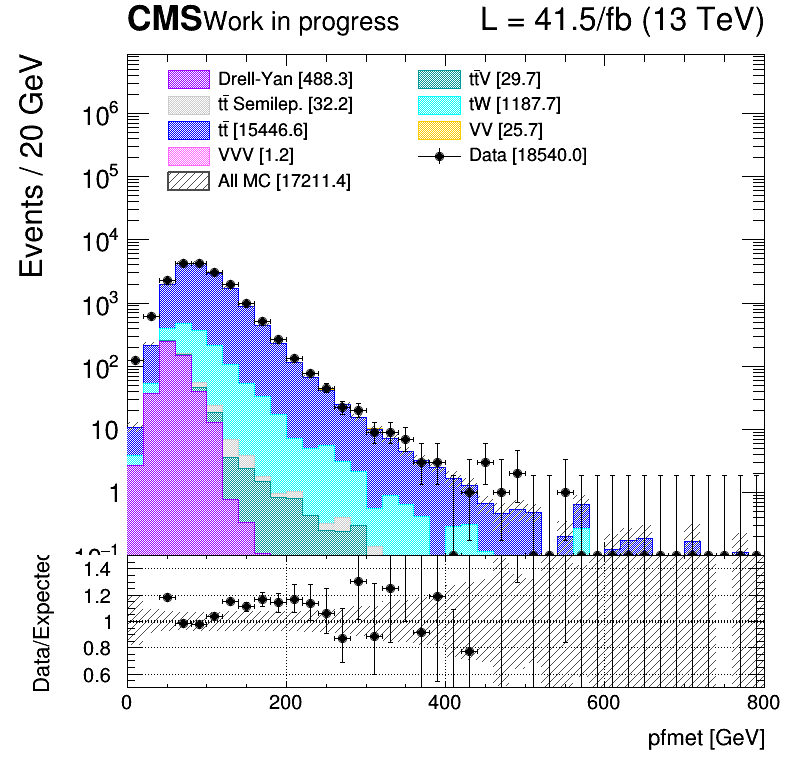 CMS Work in progress L = 41.5/fb (13 TeV)
Events / 20 GeV
Drell-Yan [488.3]
tt̄ Semilep. [32.2]
tt̄ [15446.6]
VVV [1.2]
All MC [17211.4]
tt̄V [29.7]
tW [1187.7]
VV [25.7]
Data [18540.0]
10⁶
10⁵
10⁴
10³
10²
10
1
10⁻¹
Data/Expected
1.4
1.2
1
0.8
0.6
0 200 400 600 800
pfmet [GeV]